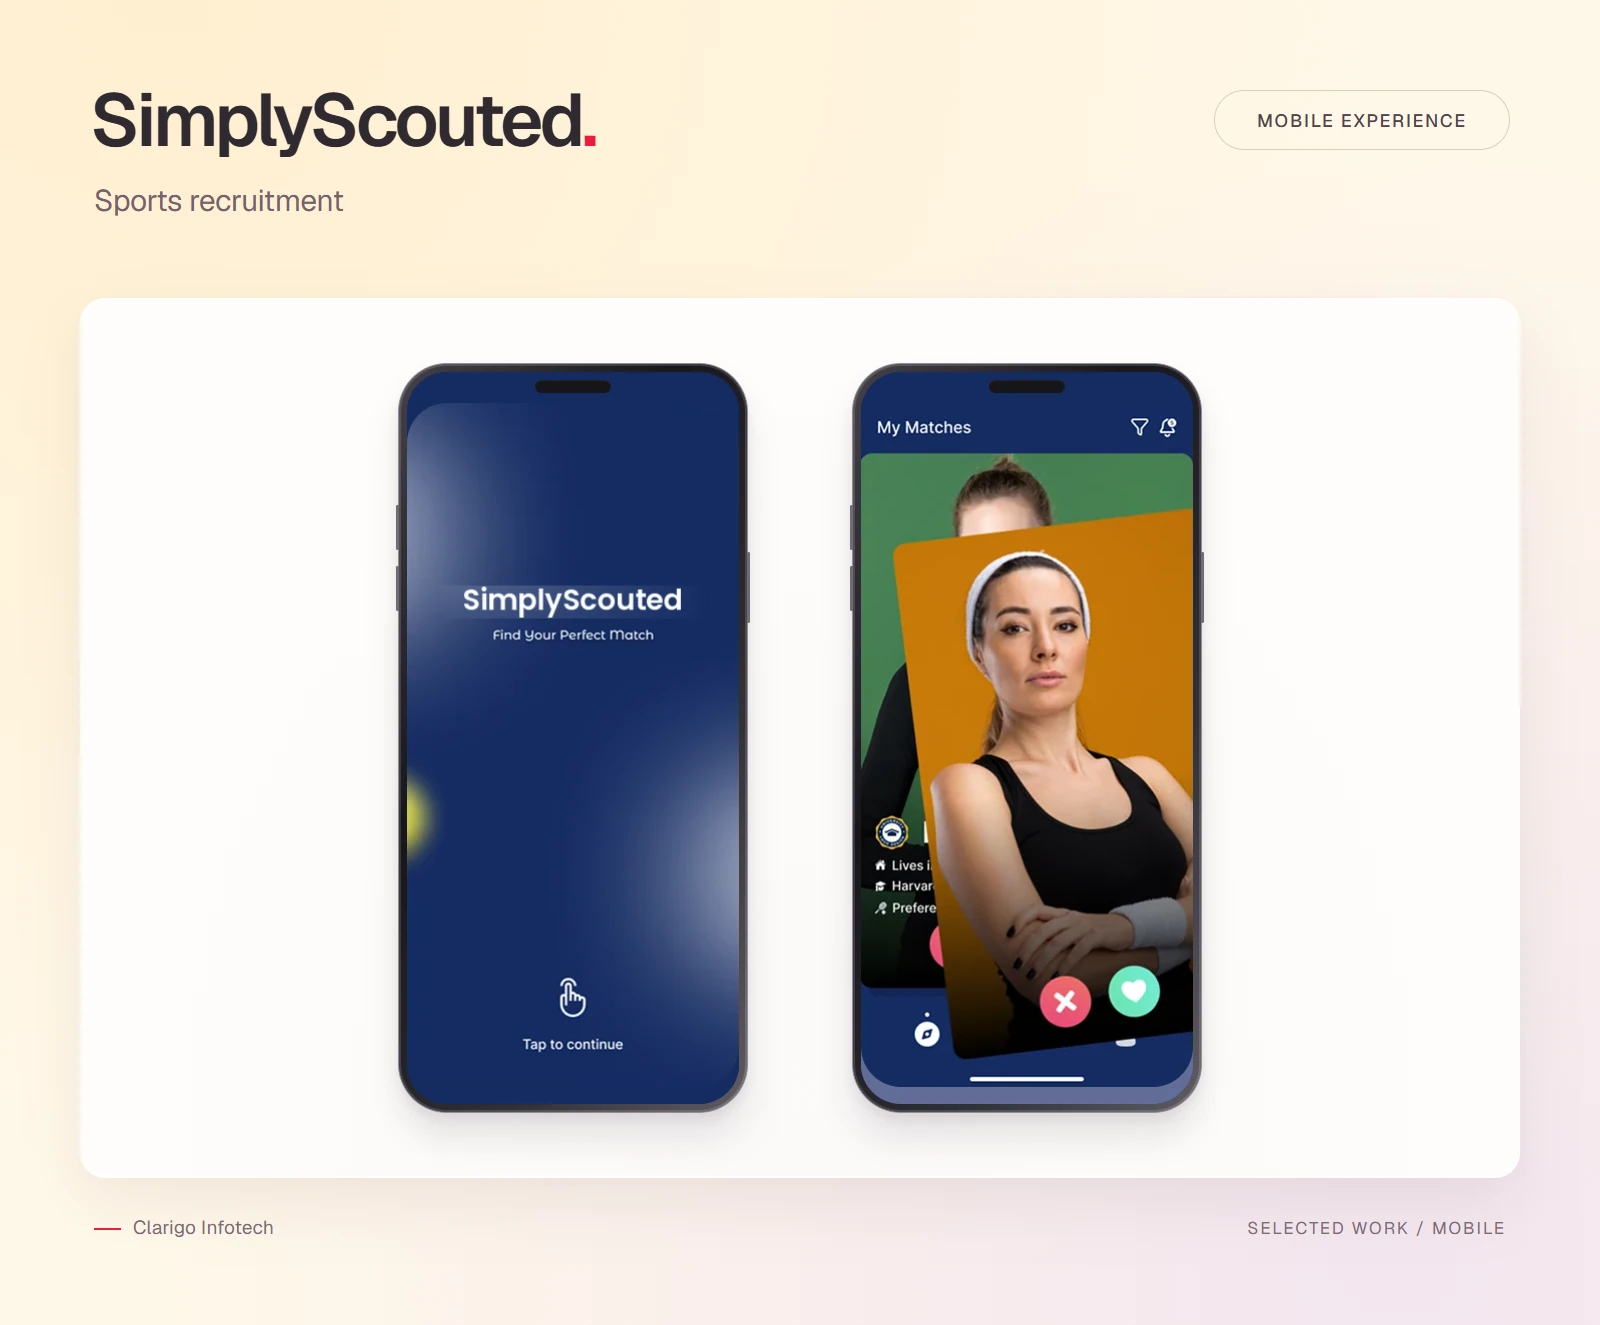 SimplyScouted.
MOBILE EXPERIENCE
Sports recruitment
SimplyScouted
Find Your Perfect Match
Tap to continue
My Matches
Lives
Clarigo Infotech
SELECTED WORK / MOBILE